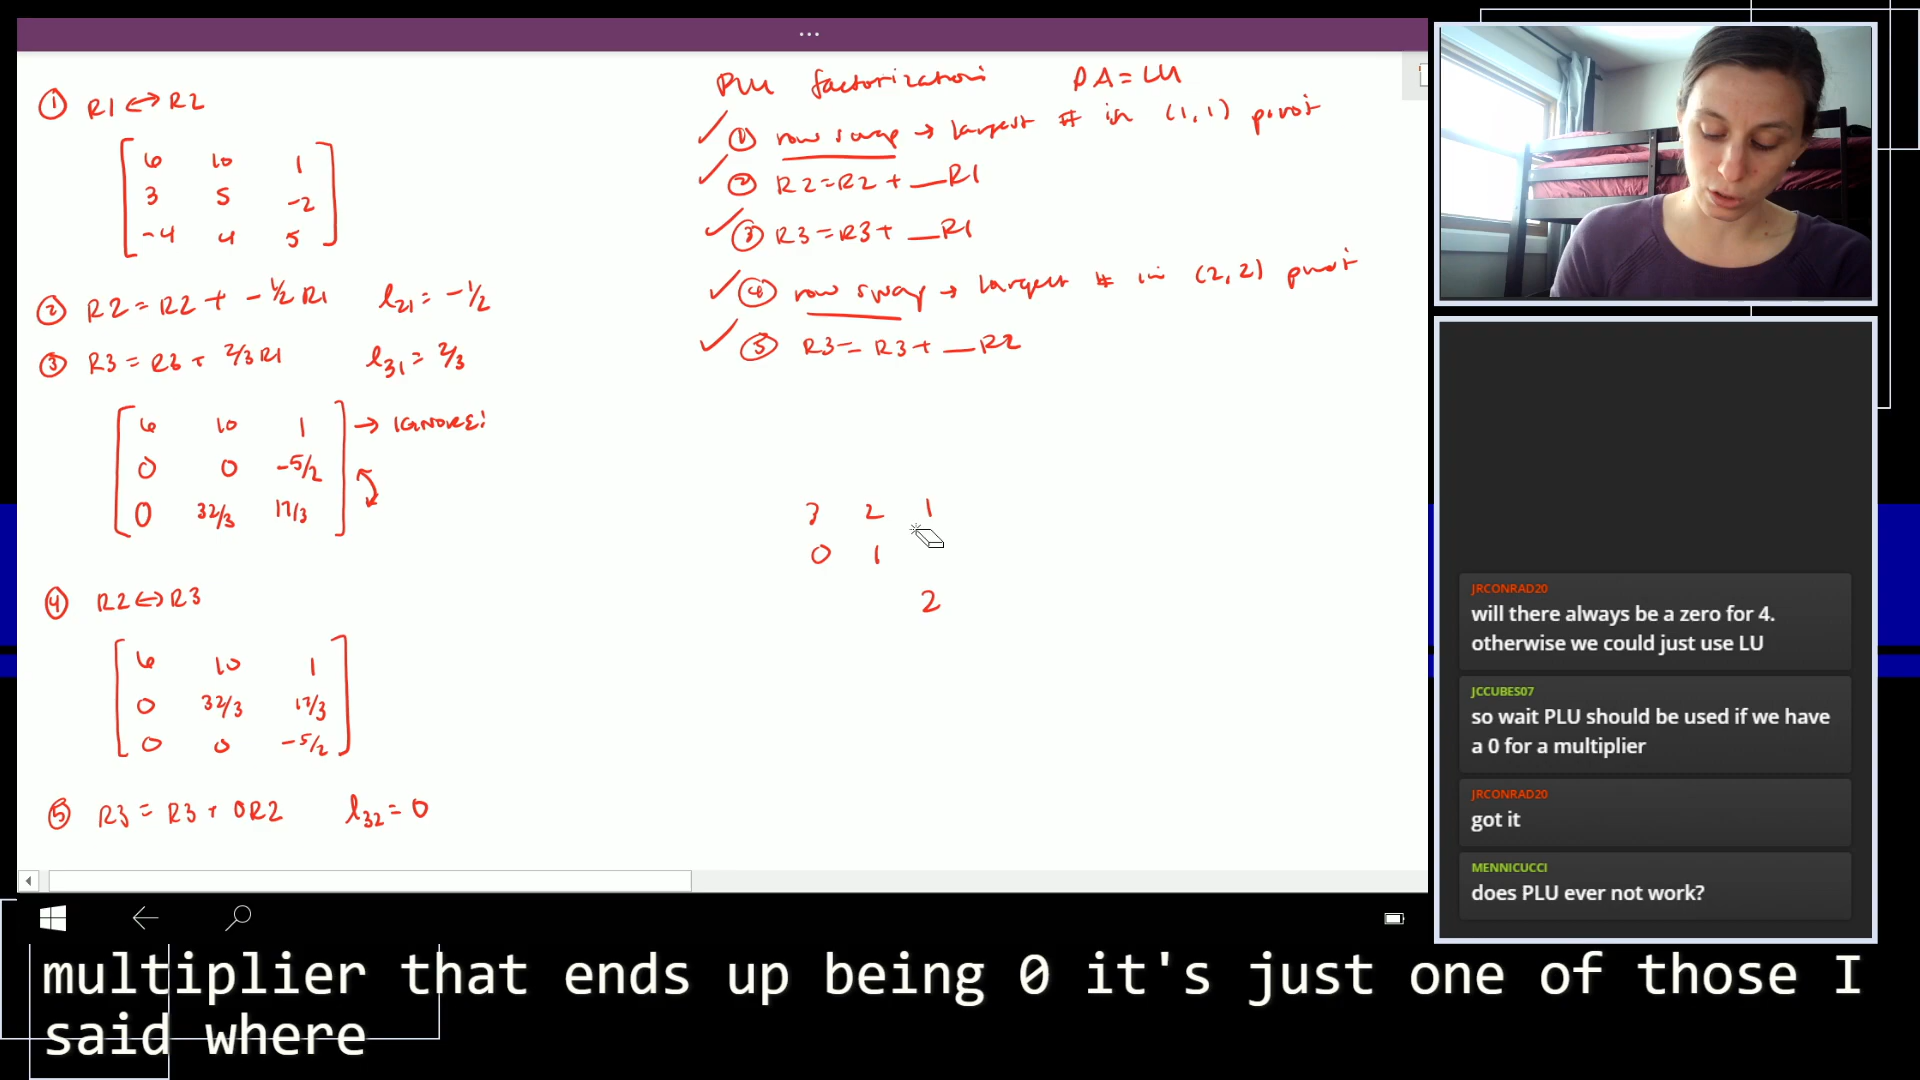 ...
① R1 ↔ R2
6 10 1
3 5 -2
-4 4 5
② R2 = R2 + -1/2 R1 l21 = -1/2
③ R3 = R3 + 2/3 R1 l31 = 2/3
6 10 1 → IGNORE!
0 0 -5/2
0 32/3 17/3
④ R2 ↔ R3
6 10 1
0 32/3 17/3
0 0 -5/2
⑤ R3 = R3 + 0R2 l32 = 0
PLU factorization PA = LU
✓ ① row swap → largest # in (1,1) pivot
✓ ② R2 = R2 + __R1
✓ ③ R3 = R3 + __R1
✓ ④ row swap → largest # in (2,2) pivot
✓ ⑤ R3 = R3 + __R2
3 2 1
0 1
2
JRCONRAD20
will there always be a zero for 4.
otherwise we could just use LU
JCCUBES07
so wait PLU should be used if we have
a 0 for a multiplier
JRCONRAD20
got it
MENNICUCCI
does PLU ever not work?
multiplier that ends up being 0 it's just one of those I
said where